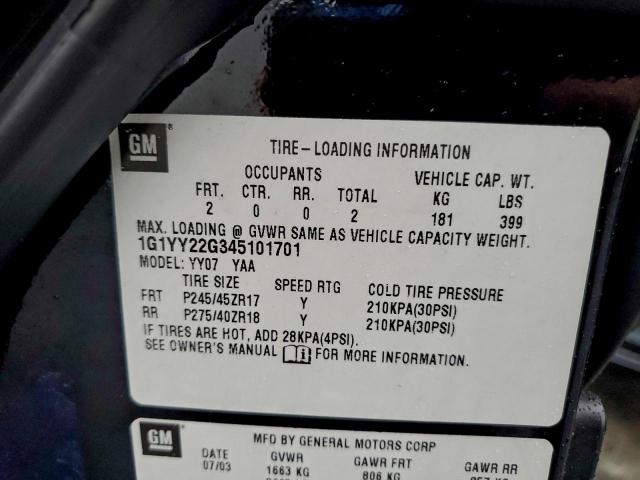 GM ®
TIRE-LOADING INFORMATION
OCCUPANTS VEHICLE CAP. WT.
FRT. CTR. RR. TOTAL KG LBS
2 0 0 2 181 399
MAX. LOADING @ GVWR SAME AS VEHICLE CAPACITY WEIGHT.
1G1YY22G345101701
MODEL: YY07 YAA
TIRE SIZE SPEED RTG COLD TIRE PRESSURE
FRT P245/45ZR17 Y 210KPA(30PSI)
RR P275/40ZR18 Y 210KPA(30PSI)
IF TIRES ARE HOT, ADD 28KPA(4PSI).
SEE OWNER'S MANUAL FOR MORE INFORMATION.
GM
MFD BY GENERAL MOTORS CORP
DATE GVWR GAWR FRT GAWR RR
07/03 1663 KG 806 KG 857 KG